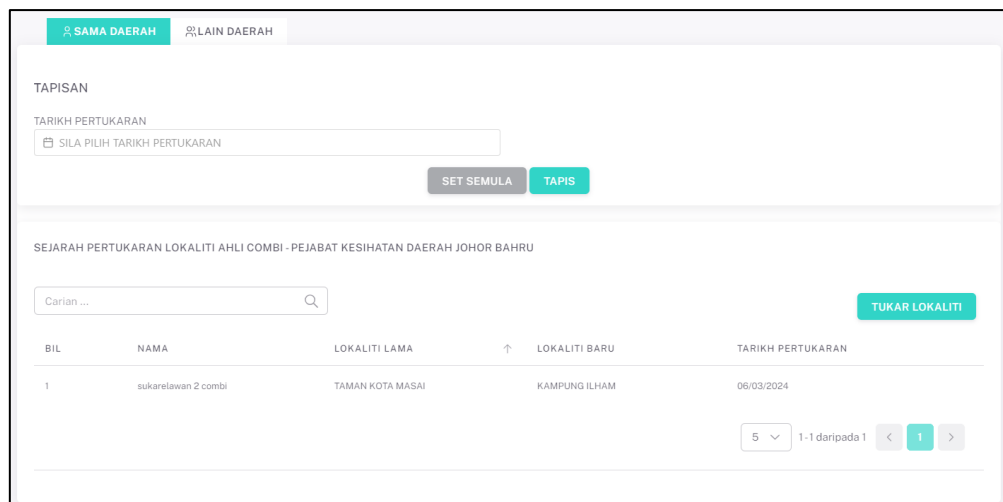 SAMA DAERAH LAIN DAERAH
TAPISAN
TARIKH PERTUKARAN
SILA PILIH TARIKH PERTUKARAN
SET SEMULA TAPIS
SEJARAH PERTUKARAN LOKALITI AHLI COMBI - PEJABAT KESIHATAN DAERAH JOHOR BAHRU
Carian ...
TUKAR LOKALITI
BIL NAMA LOKALITI LAMA LOKALITI BARU TARIKH PERTUKARAN
1 sukarelawan 2 combi TAMAN KOTA MASAI KAMPUNG ILHAM 06/03/2024
5 1 - 1 daripada 1 < 1 >